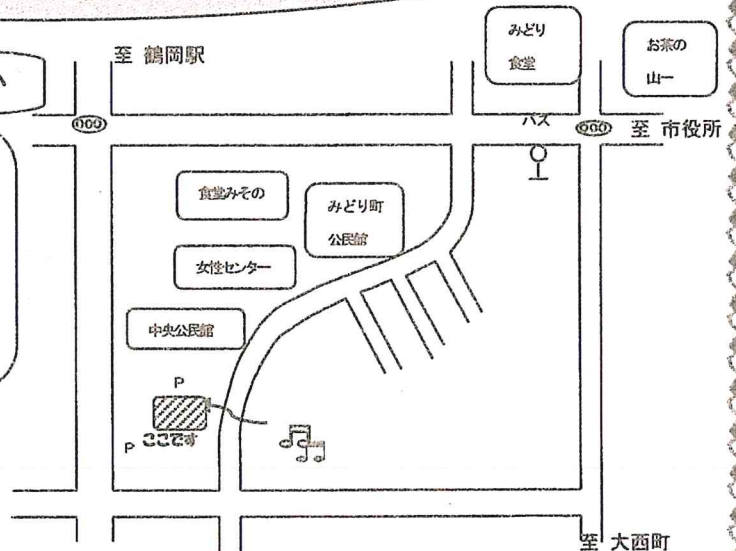 至 鶴岡駅
みどり
食堂
お茶の
山一
バス
至 市役所
食堂みその
みどり町
公民館
女性センター
中央公民館
P
P
ここです
至 大西町